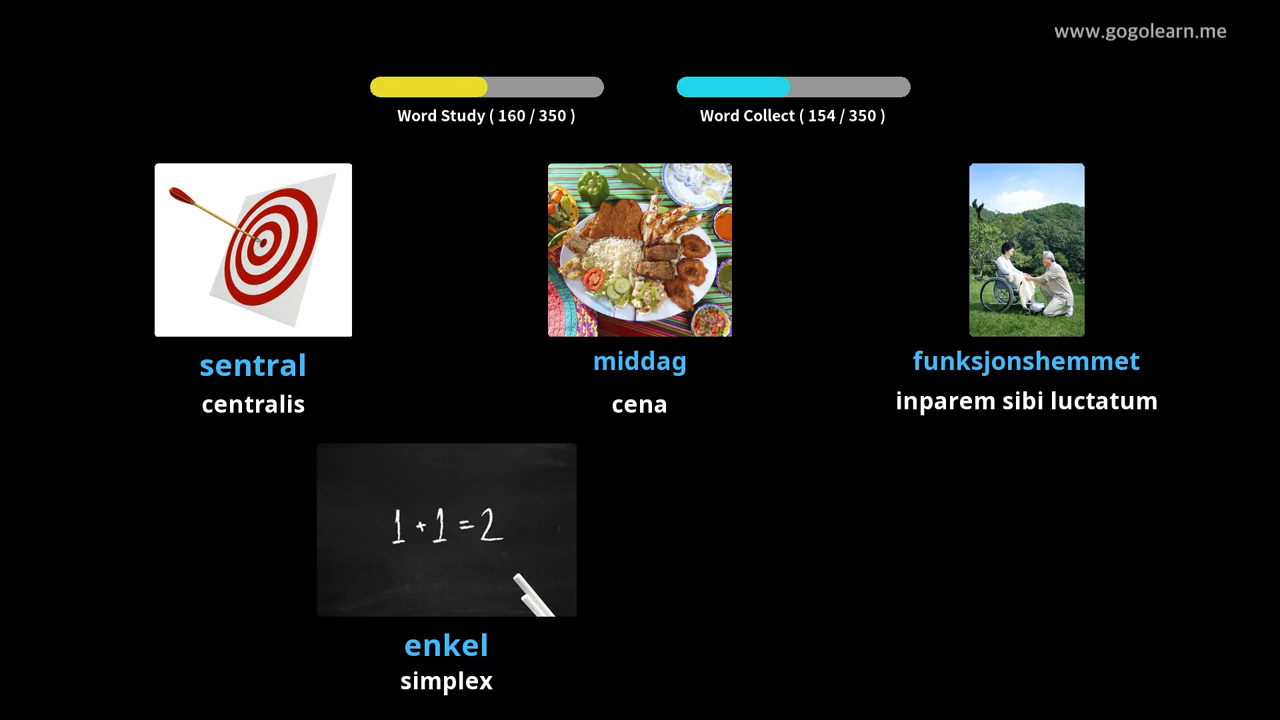 www.gogolearn.me
Word Study ( 160 / 350 )
Word Collect ( 154 / 350 )
sentral
centralis
middag
cena
funksjonshemmet
inparem sibi luctatum
1 + 1 = 2
enkel
simplex